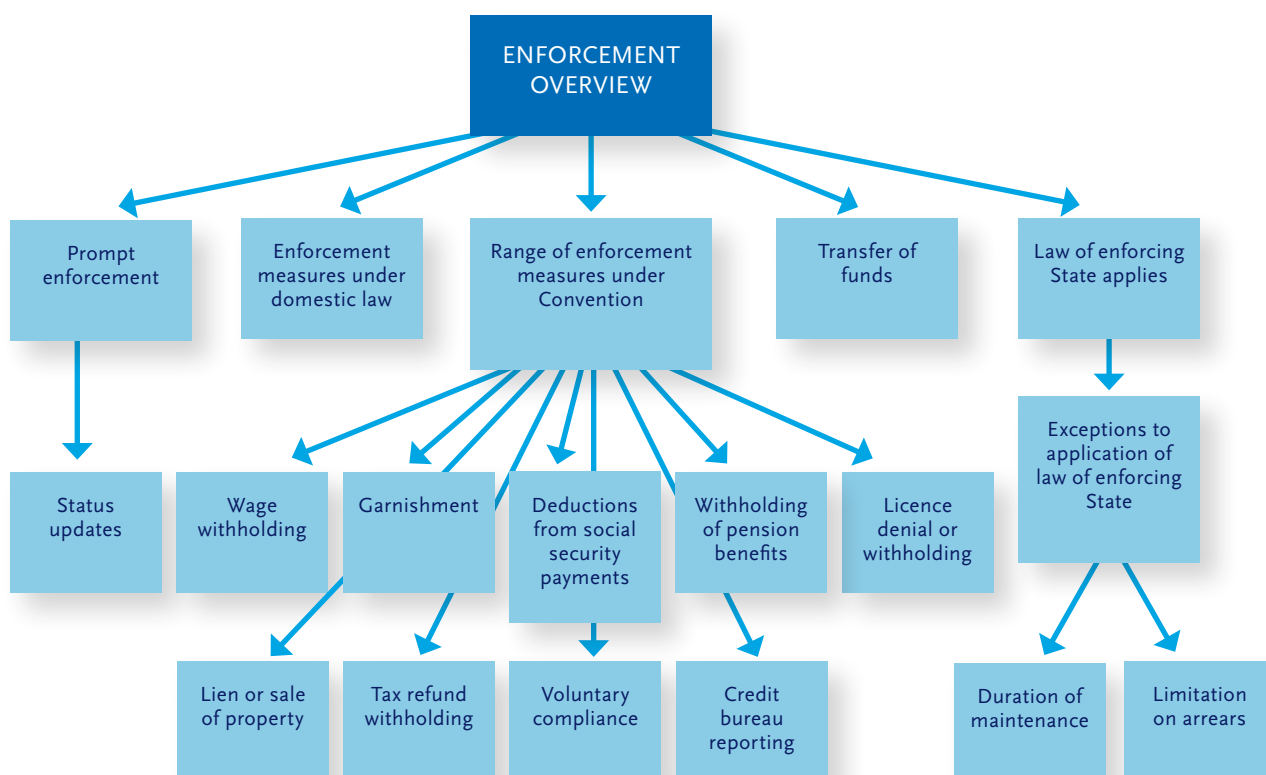 ENFORCEMENT
OVERVIEW
Prompt
enforcement
Enforcement
measures under
domestic law
Range of enforcement
measures under
Convention
Transfer of
funds
Law of enforcing
State applies
Exceptions to
application of
law of enforcing
State
Status
updates
Wage
withholding
Garnishment
Deductions
from social
security
payments
Withholding
of pension
benefits
Licence
denial or
withholding
Lien or sale
of property
Tax refund
withholding
Voluntary
compliance
Credit
bureau
reporting
Duration of
maintenance
Limitation
on arrears